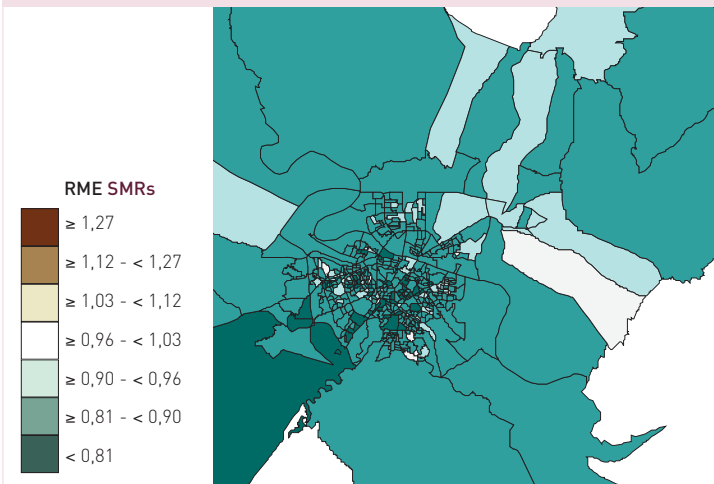 RME SMRs
≥ 1,27
≥ 1,12 - < 1,27
≥ 1,03 - < 1,12
≥ 0,96 - < 1,03
≥ 0,90 - < 0,96
≥ 0,81 - < 0,90
< 0,81